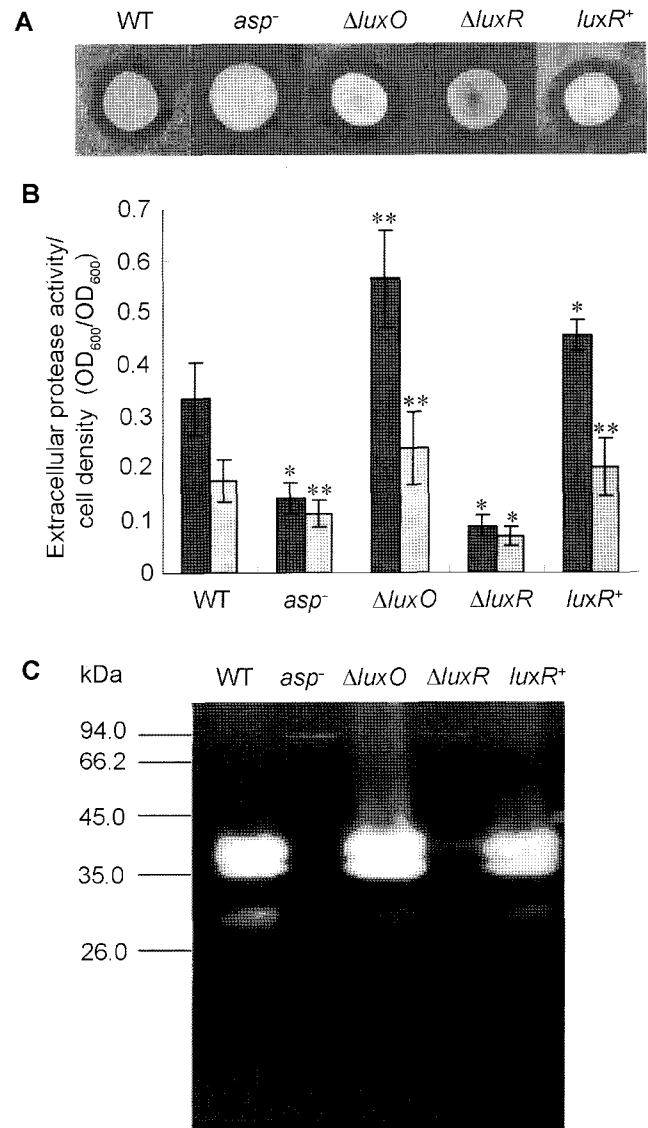 A WT asp⁻ ΔluxO ΔluxR luxR⁺
B
Extracellular protease activity/
cell density (OD₆₀₀/OD₆₀₀)
0.7
0.6
0.5
0.4
0.3
0.2
0.1
0
** ** * ** * ** * *
WT asp⁻ ΔluxO ΔluxR luxR⁺
C kDa WT asp⁻ ΔluxO ΔluxR luxR⁺
94.0
66.2
45.0
35.0
26.0